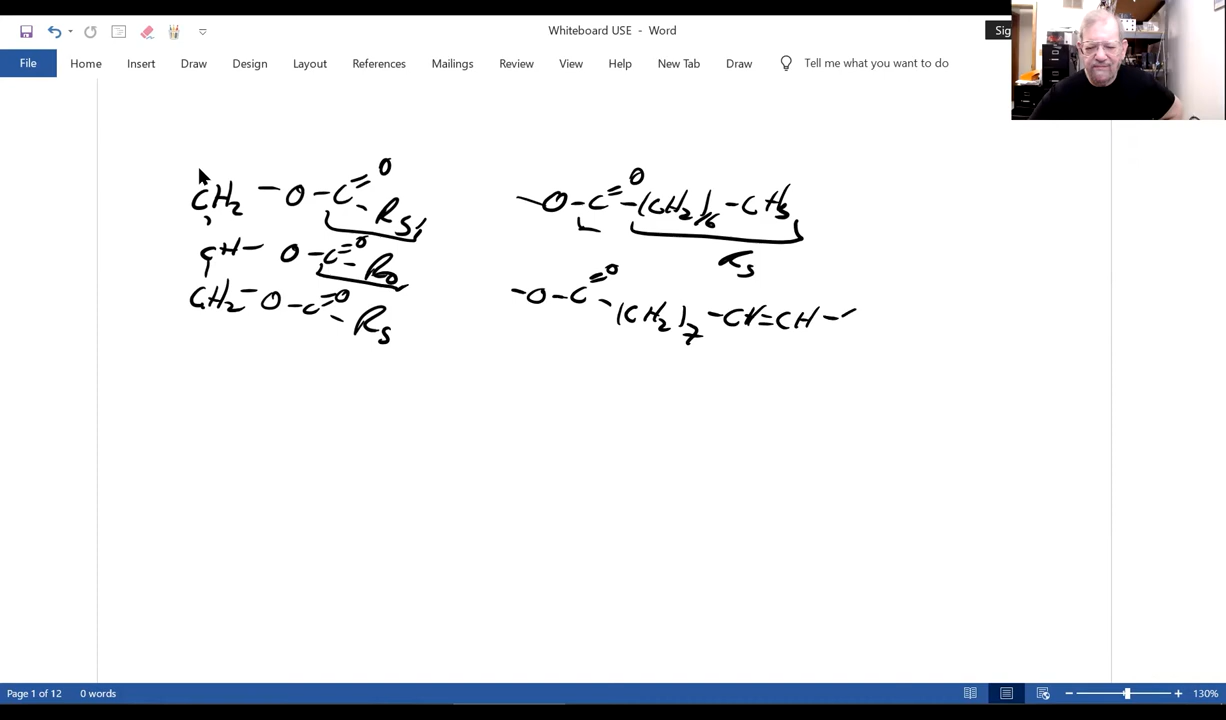 Whiteboard USE - Word
Sig
File Home Insert Draw Design Layout References Mailings Review View Help New Tab Draw Tell me what you want to do
CH2 - O - C = O - RS
CH - O - C = O - RO
CH2 - O - C = O - RS
- O - C = O - (CH2)16 - CH3
RS
- O - C = O - (CH2)7 - CH = CH -
Page 1 of 12 0 words
130%